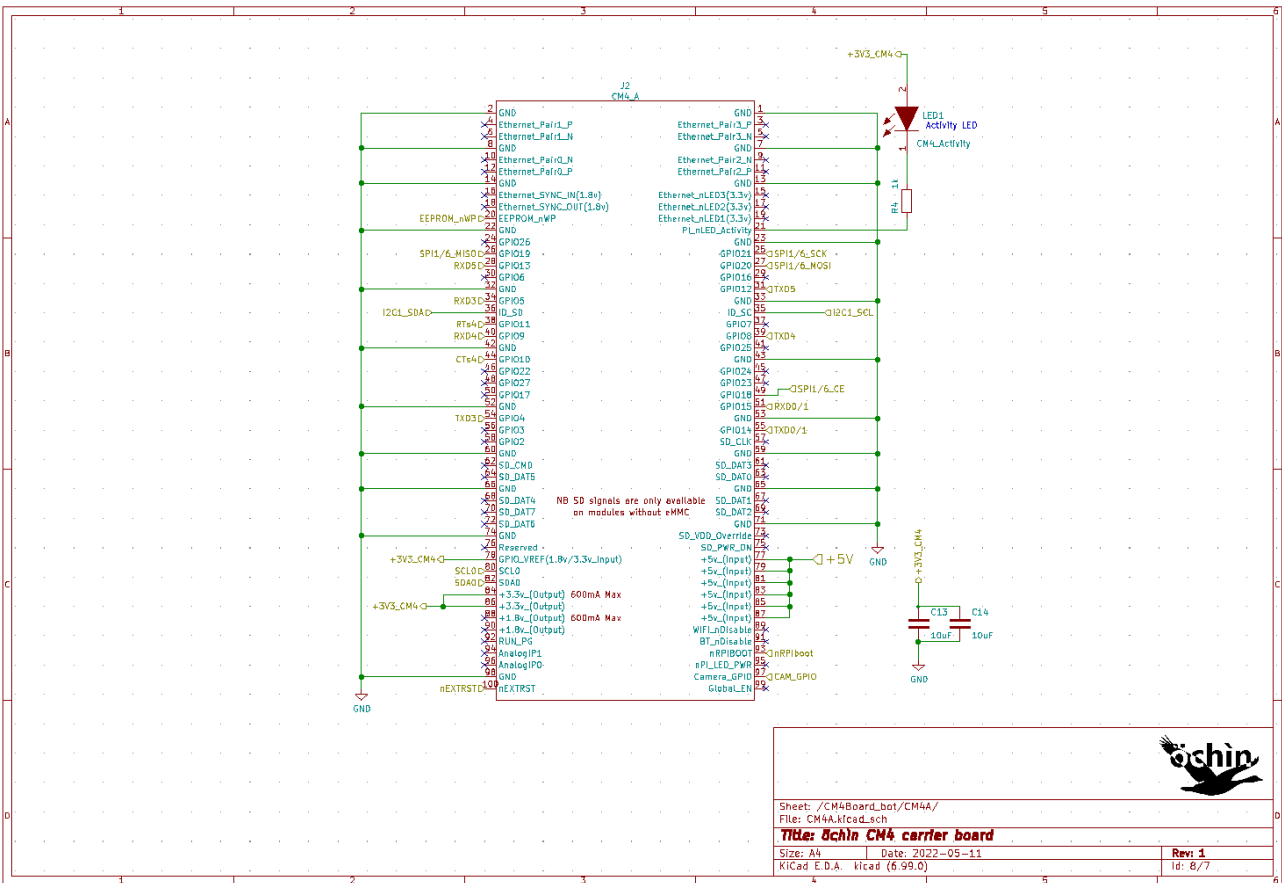 1 2 3 4 5 6
+3V3_CM4
J2
CM4_A
2
LED1
Activity LED
CM4_Activity
1
R4 1k
2 GND
4 Ethernet_Pair1_P
6 Ethernet_Pair1_N
8 GND
10 Ethernet_Pair0_N
12 Ethernet_Pair0_P
14 GND
16 Ethernet_SYNC_IN(1.8v)
18 Ethernet_SYNC_OUT(1.8v)
EEPROM_nWP 20 EEPROM_nWP
22 GND
24 GPIO26
SPI1/6_MISO 26 GPIO19
RXD5 28 GPIO13
30 GPIO6
32 GND
RXD3 34 GPIO5
I2C1_SDA 36 ID_SD
RTs4 38 GPIO11
RXD4 40 GPIO9
42 GND
CTs4 44 GPIO10
46 GPIO22
48 GPIO27
50 GPIO17
52 GND
TXD3 54 GPIO4
56 GPIO3
58 GPIO2
60 GND
62 SD_CMD
64 SD_DAT5
66 GND
68 SD_DAT4
70 SD_DAT7
72 SD_DAT6
74 GND
76 Reserved
+3V3_CM4 78 GPIO_VREF(1.8v/3.3v_Input)
SCL0 80 SCL0
SDA0 82 SDA0
84 +3.3v_(Output) 600mA Max
+3V3_CM4 86 +3.3v_(Output)
88 +1.8v_(Output) 600mA Max
90 +1.8v_(Output)
92 RUN_PG
94 AnalogIP1
96 AnalogIP0
98 GND
nEXTRST 100 nEXTRST
GND
NB SD signals are only available
on modules without eMMC
GND 1
Ethernet_Pair3_P 3
Ethernet_Pair3_N 5
GND 7
Ethernet_Pair2_N 9
Ethernet_Pair2_P 11
GND 13
Ethernet_nLED3(3.3v) 15
Ethernet_nLED2(3.3v) 17
Ethernet_nLED1(3.3v) 19
PI_nLED_Activity 21
GND 23
GPIO21 25 SPI1/6_SCK
GPIO20 27 SPI1/6_MOSI
GPIO16 29
GPIO12 31 TXD5
GND 33
ID_SC 35 I2C1_SCL
GPIO7 37
GPIO8 39 TXD4
GPIO25 41
GND 43
GPIO24 45
GPIO23 47
GPIO18 49 SPI1/6_CE
GPIO15 51 RXD0/1
GND 53
GPIO14 55 TXD0/1
SD_CLK 57
GND 59
SD_DAT3 61
SD_DAT0 63
GND 65
SD_DAT1 67
SD_DAT2 69
GND 71
SD_VDD_Override 73
SD_PWR_ON 75
+5v_(Input) 77 +5V
+5v_(Input) 79
+5v_(Input) 81
+5v_(Input) 83
+5v_(Input) 85
+5v_(Input) 87
WiFi_nDisable 89
BT_nDisable 91
nRPIBOOT 93 nRPIboot
nPI_LED_PWR 95
Camera_GPIO 97 CAM_GPIO
Global_EN 99
GND
+3V3_CM4
C13 C14
10uF 10uF
GND
A A
B B
C C
D D
öchìn
Sheet: /CM4Board_bot/CM4A/
File: CM4A.kicad_sch
Title: öchìn CM4 carrier board
Size: A4 Date: 2022-05-11 Rev: 1
KiCad E.D.A. kicad (6.99.0) Id: 8/7
1 2 3 4 5 6